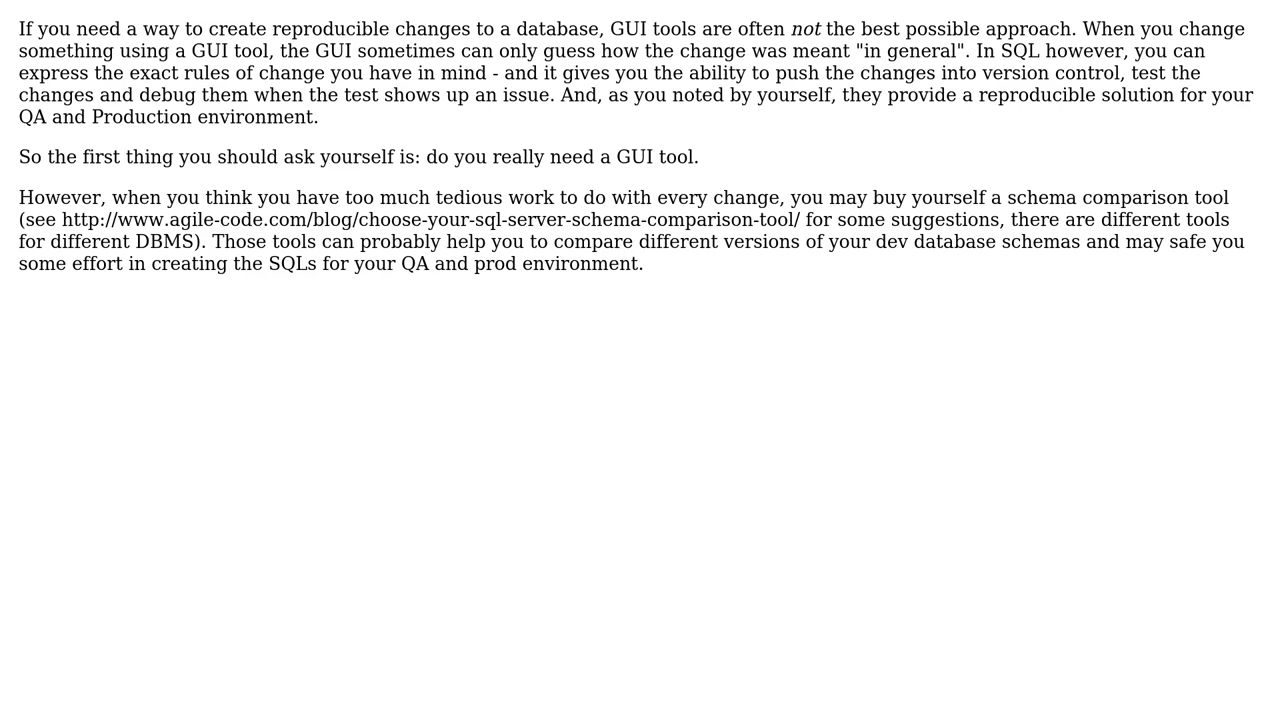 If you need a way to create reproducible changes to a database, GUI tools are often not the best possible approach. When you change
something using a GUI tool, the GUI sometimes can only guess how the change was meant "in general". In SQL however, you can
express the exact rules of change you have in mind - and it gives you the ability to push the changes into version control, test the
changes and debug them when the test shows up an issue. And, as you noted by yourself, they provide a reproducible solution for your
QA and Production environment.
So the first thing you should ask yourself is: do you really need a GUI tool.
However, when you think you have too much tedious work to do with every change, you may buy yourself a schema comparison tool
(see http://www.agile-code.com/blog/choose-your-sql-server-schema-comparison-tool/ for some suggestions, there are different tools
for different DBMS). Those tools can probably help you to compare different versions of your dev database schemas and may safe you
some effort in creating the SQLs for your QA and prod environment.